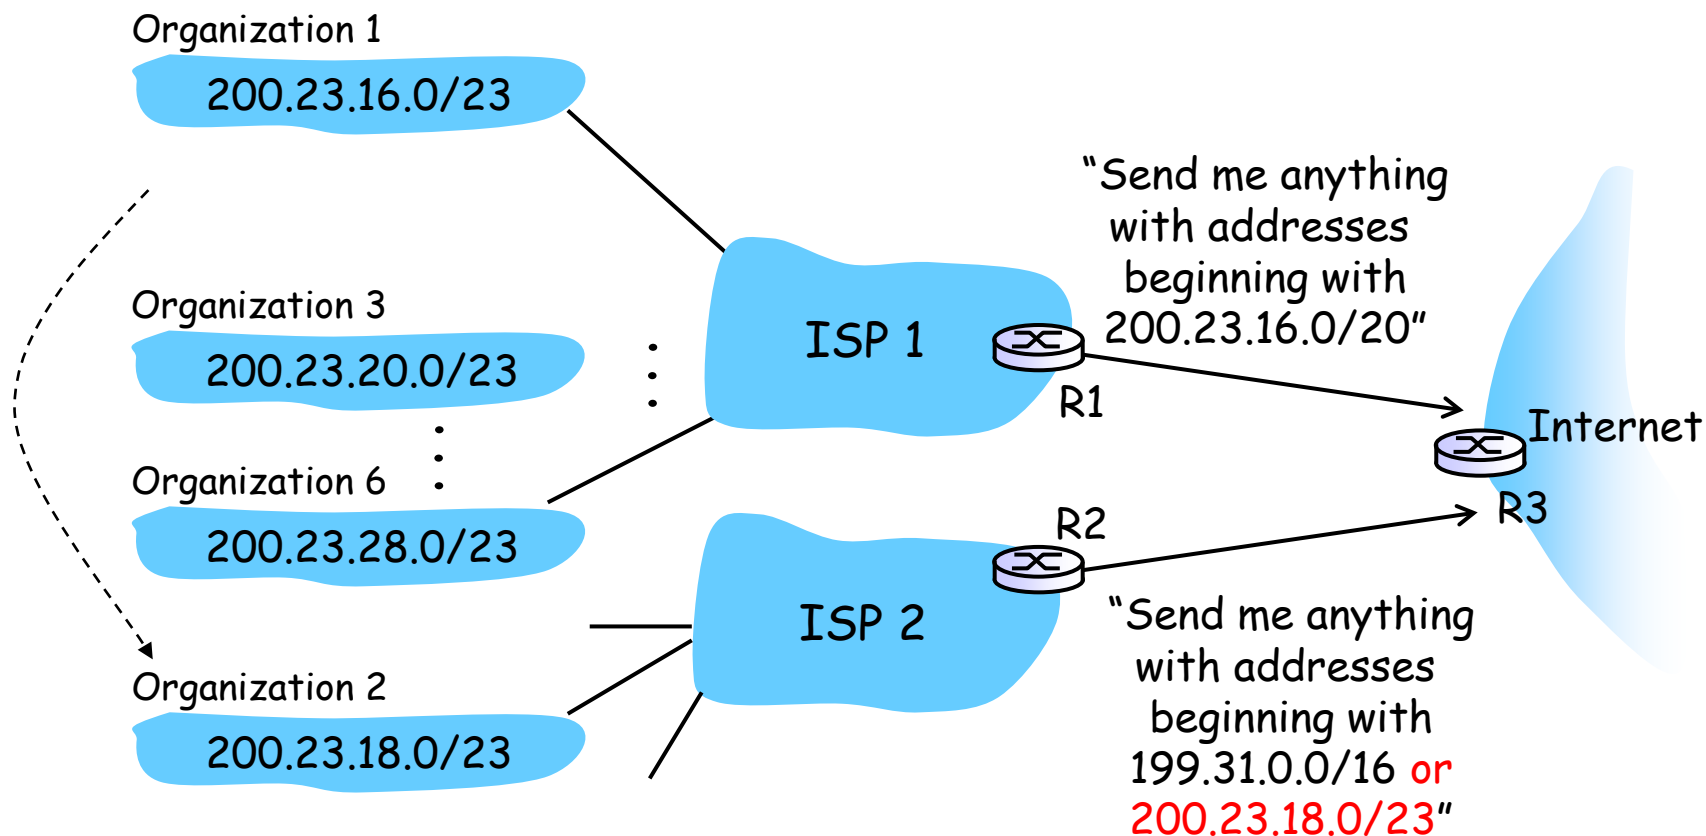 Organization 1
200.23.16.0/23
“Send me anything
with addresses
beginning with
200.23.16.0/20”
Organization 3
200.23.20.0/23
ISP 1
R1
Internet
Organization 6
200.23.28.0/23
R3
R2
ISP 2
“Send me anything
with addresses
beginning with
199.31.0.0/16 or
200.23.18.0/23”
Organization 2
200.23.18.0/23